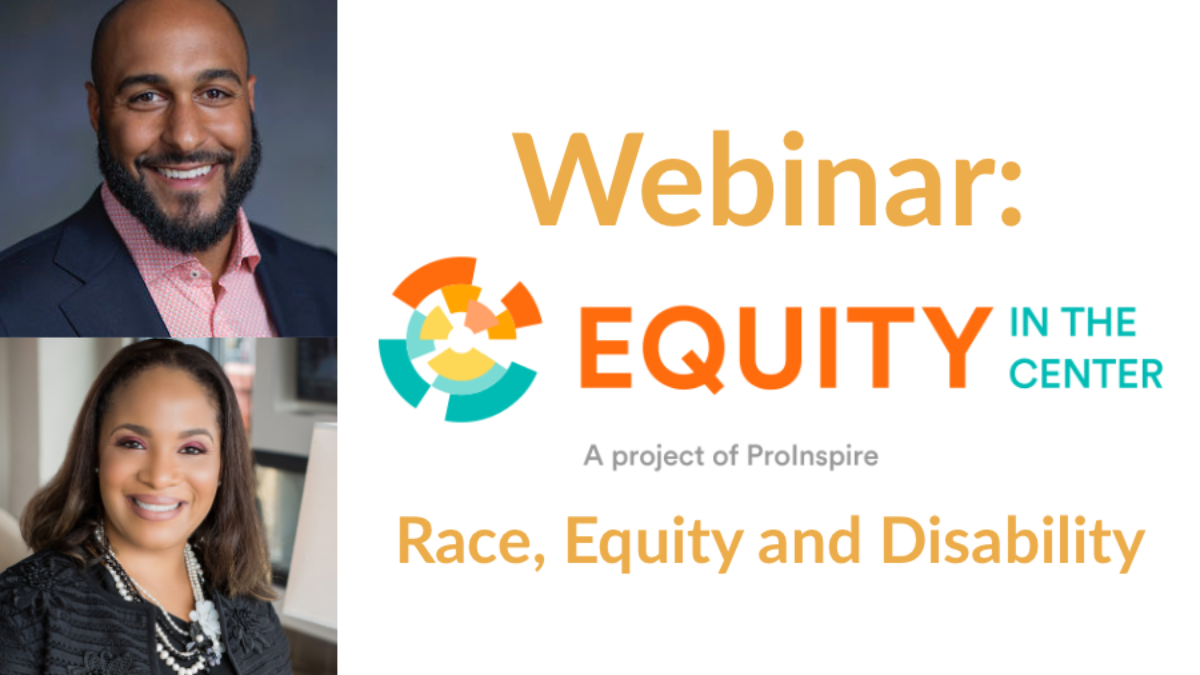 Webinar:
EQUITY IN THE
CENTER
A project of ProInspire
Race, Equity and Disability